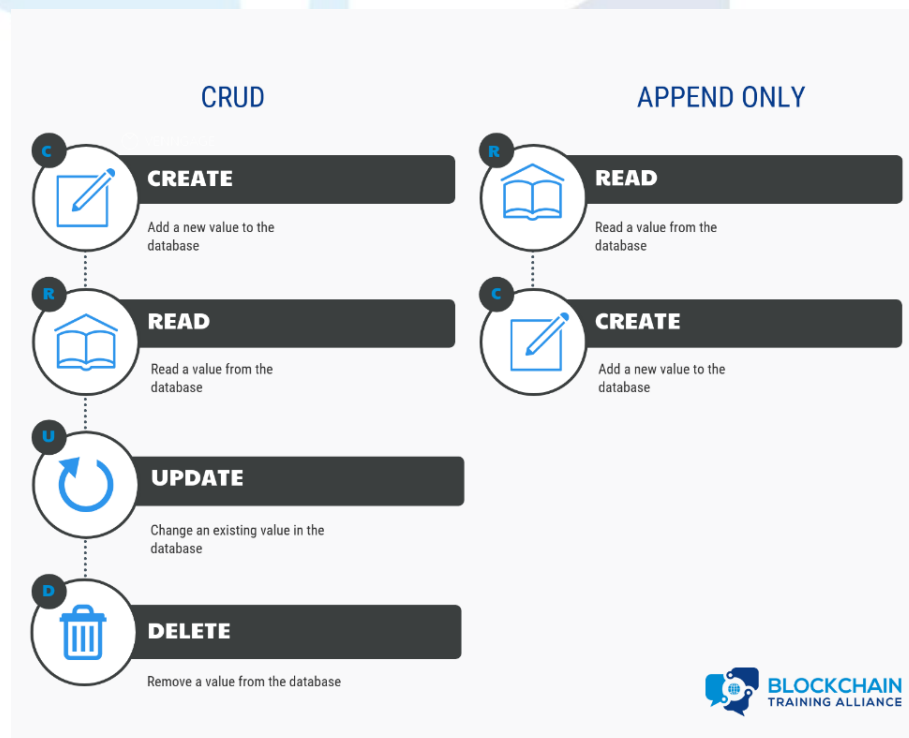 CRUD
C
CREATE
Add a new value to the
database
R
READ
Read a value from the
database
U
UPDATE
Change an existing value in the
database
D
DELETE
Remove a value from the database
APPEND ONLY
R
READ
Read a value from the
database
C
CREATE
Add a new value to the
database
BLOCKCHAIN
TRAINING ALLIANCE